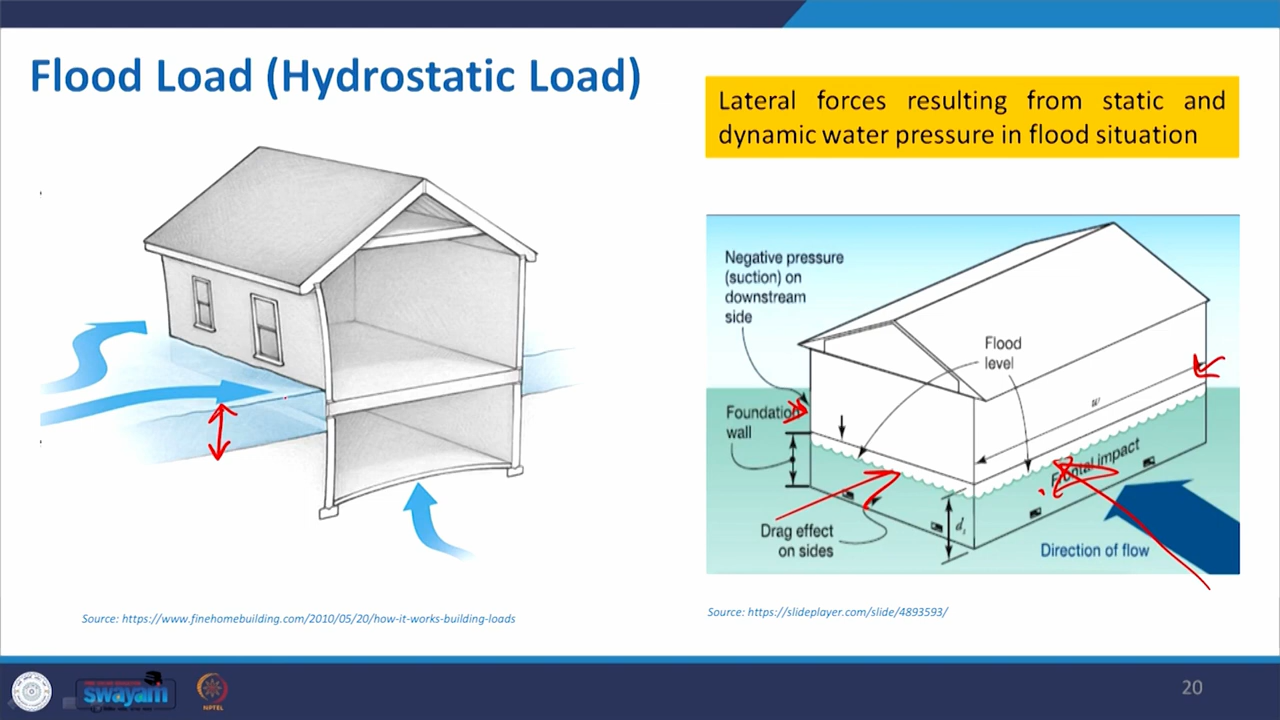 Flood Load (Hydrostatic Load)
Lateral forces resulting from static and
dynamic water pressure in flood situation
Negative pressure
(suction) on
downstream
side
Flood
level
w
Foundation
wall
Frontal impact
Drag effect
on sides
Direction of flow
Source: https://www.finehomebuilding.com/2010/05/20/how-it-works-building-loads
Source: https://slideplayer.com/slide/4893593/
swayam
NPTEL
20